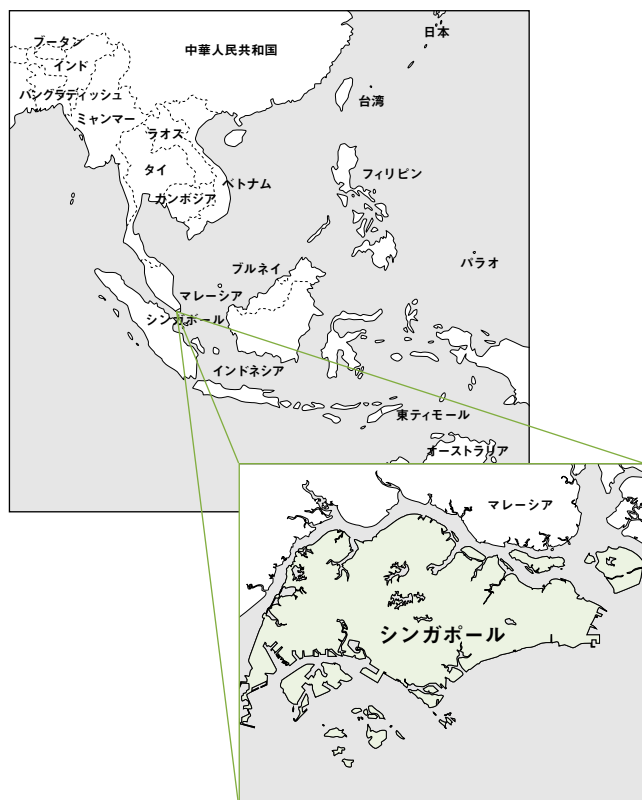 日本
ブータン
中華人民共和国
インド
バングラディッシュ
台湾
ミャンマー
ラオス
タイ
フィリピン
ベトナム
カンボジア
パラオ
ブルネイ
マレーシア
シンガポール
インドネシア
東ティモール
オーストラリア
マレーシア
シンガポール